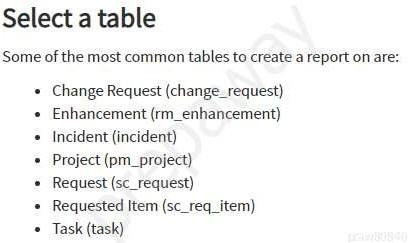 Select a table
Some of the most common tables to create a report on are:
Change Request (change_request)
Enhancement (rm_enhancement)
Incident (incident)
Project (pm_project)
Request (sc_request)
Requested Item (sc_req_item)
Task (task)
prepaway